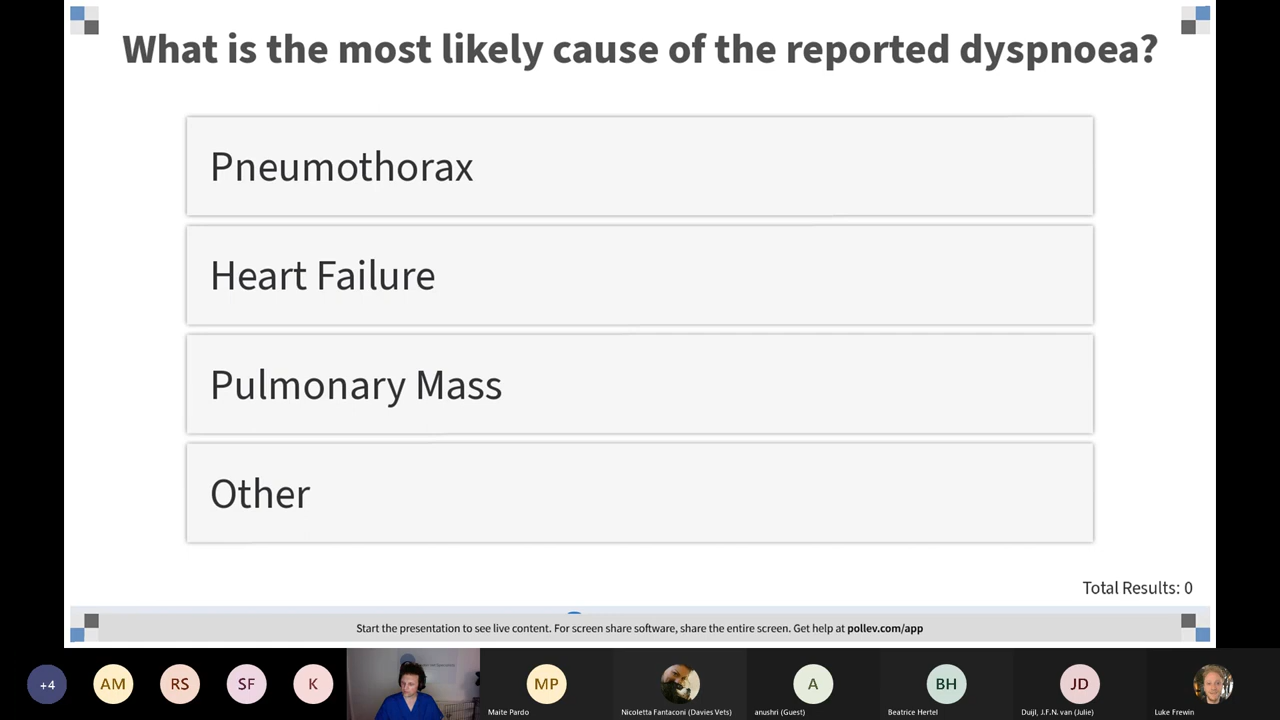 What is the most likely cause of the reported dyspnoea?
Pneumothorax
Heart Failure
Pulmonary Mass
Other
Total Results: 0
Start the presentation to see live content. For screen share software, share the entire screen. Get help at pollev.com/app
+4
AM
RS
SF
K
MP
A
BH
JD
Maite Pardo
Nicoletta Fantaconi (Davies Vets)
anushri (Guest)
Beatrice Hertel
Duijl, J.F.N. van (Julie)
Luke Frewin